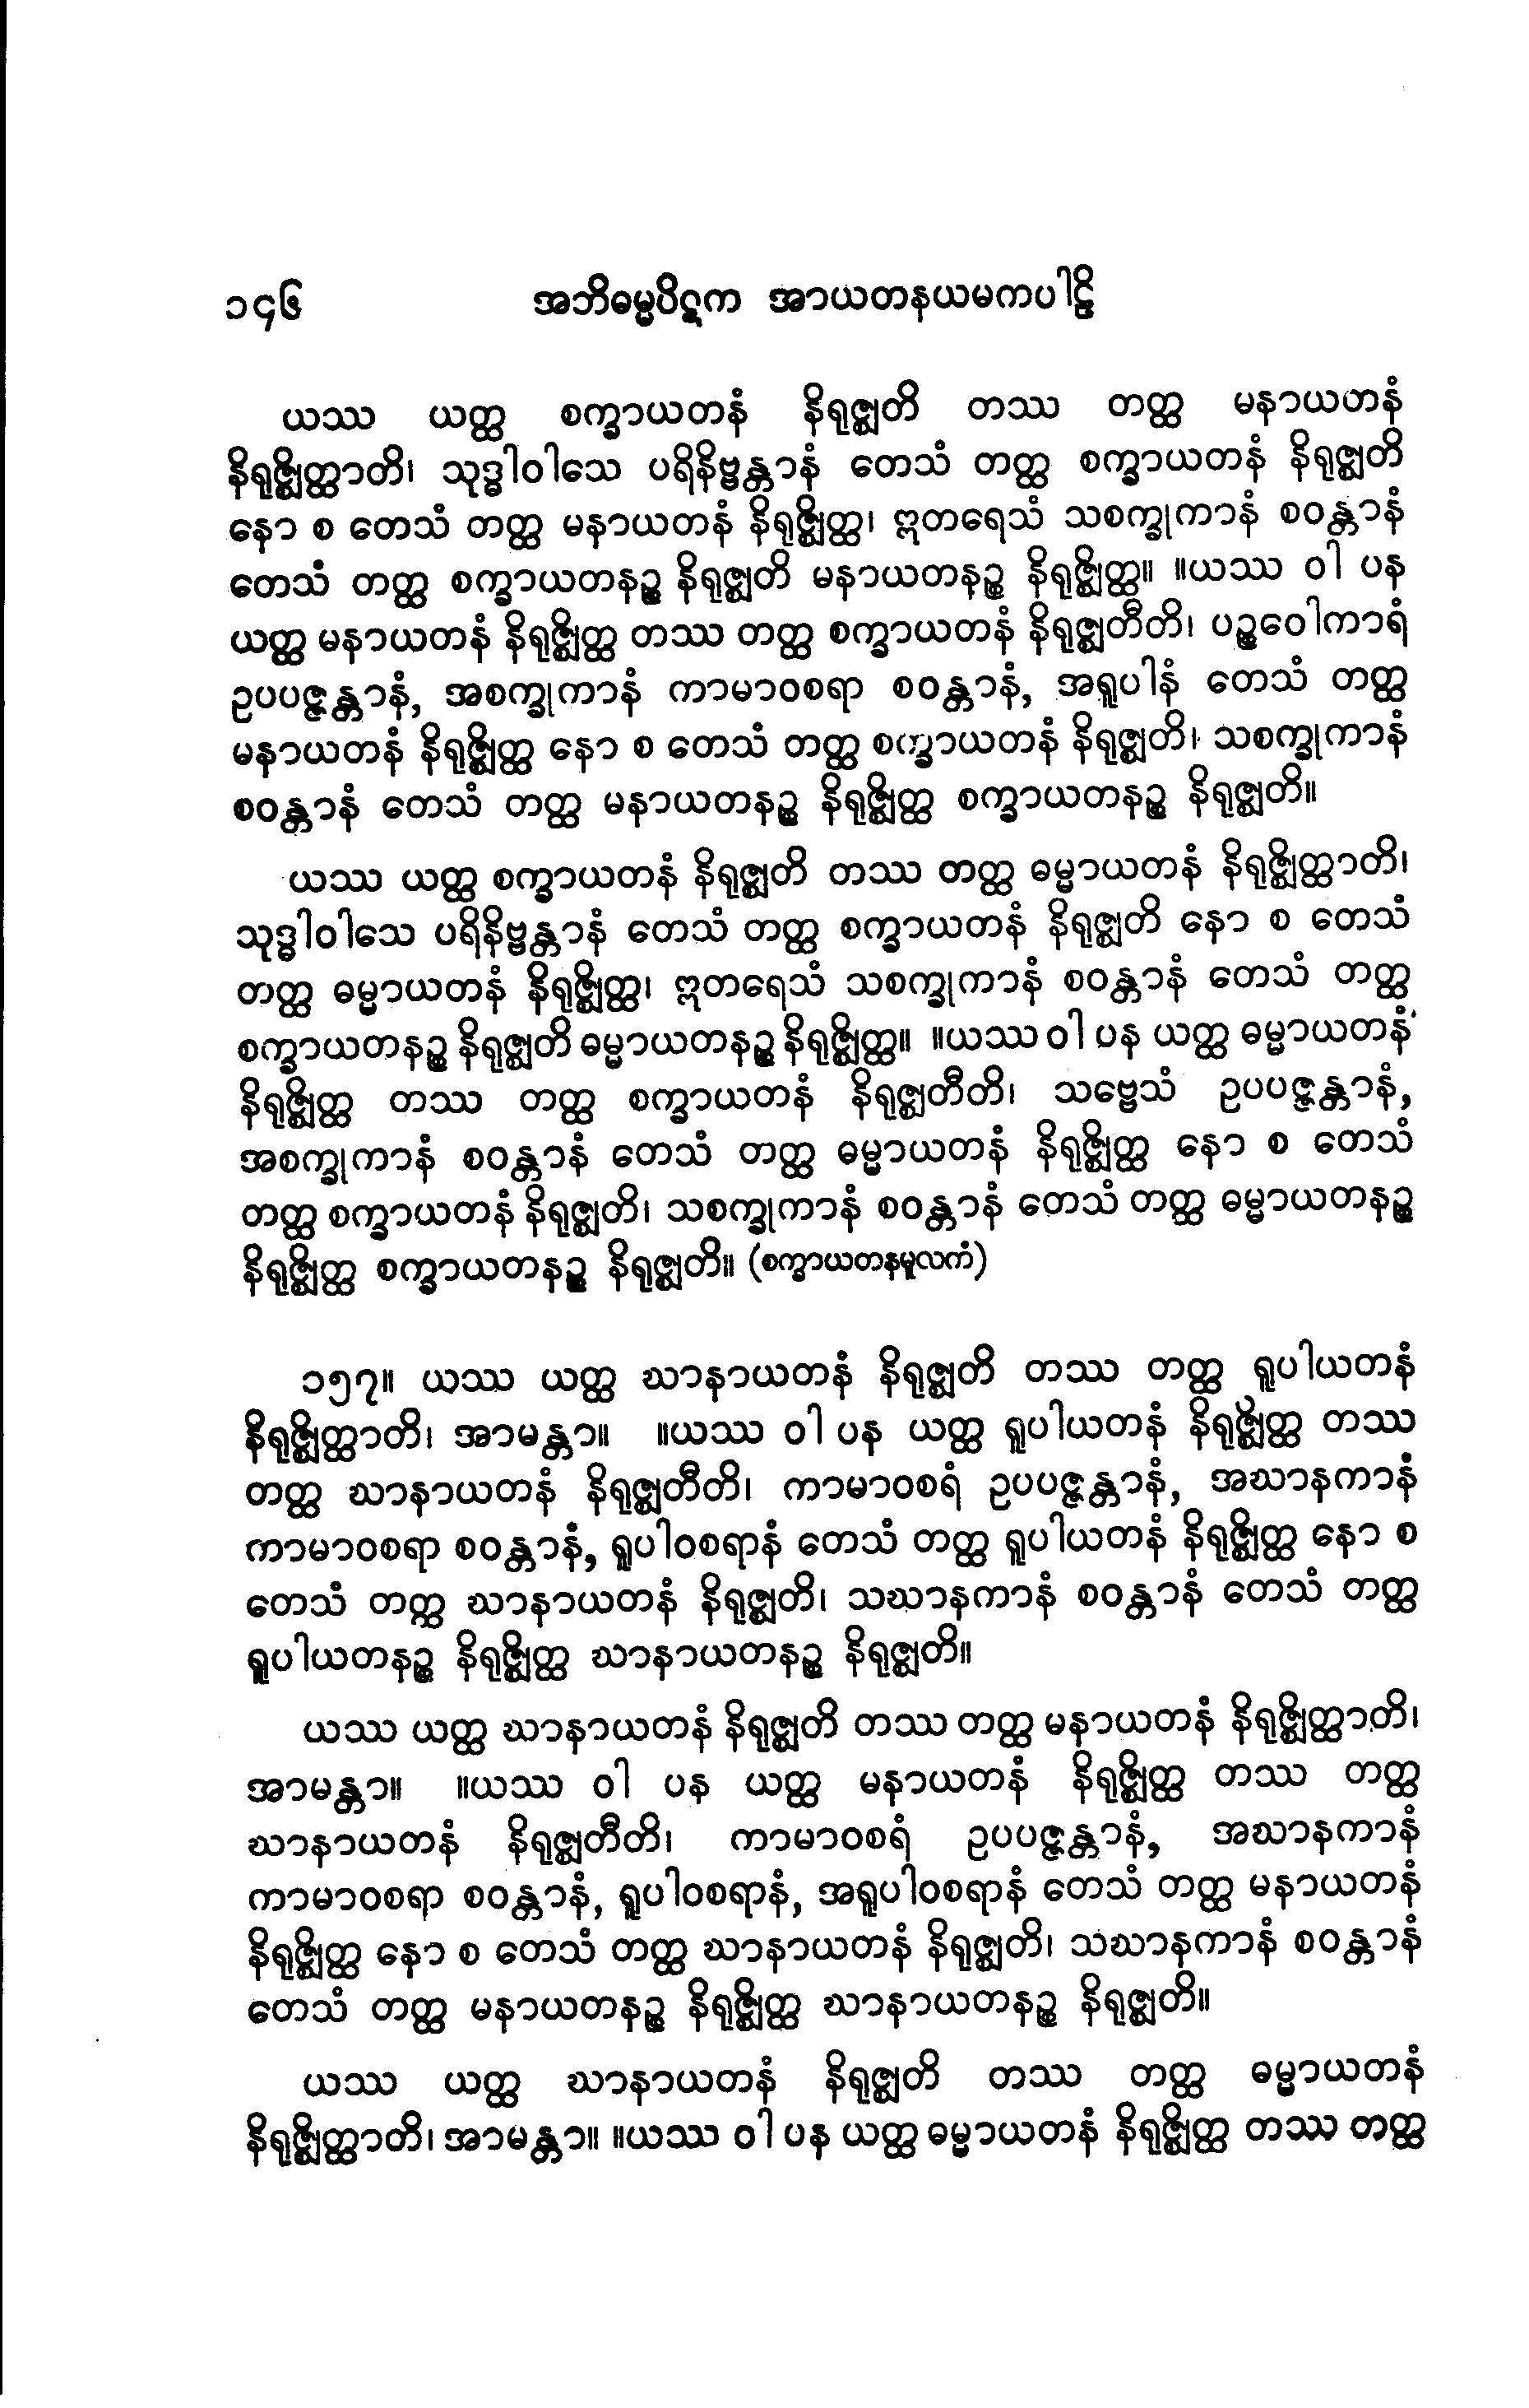 ၁၄၆ အဘိဓမ္မပိဋက အာယတနယမကပါဠိ
ယဿ ယတ္ထ စက္ခာယတနံ နိရုဇ္ဈတိ တဿ တတ္ထ မနာယတနံ
နိရုဇ္ဈိတ္ထာတိ၊ သုဒ္ဓါဝါသေ ပရိနိဗ္ဗန္တာနံ တေသံ တတ္ထ စက္ခာယတနံ နိရုဇ္ဈတိ
နော စ တေသံ တတ္ထ မနာယတနံ နိရုဇ္ဈိတ္ထ၊ ဣတရေသံ သစက္ခုကာနံ စဝန္တာနံ
တေသံ တတ္ထ စက္ခာယတနဉ္စ နိရုဇ္ဈတိ မနာယတနဉ္စ နိရုဇ္ဈိတ္ထ။ ။ယဿ ဝါ ပန
ယတ္ထ မနာယတနံ နိရုဇ္ဈိတ္ထ တဿ တတ္ထ စက္ခာယတနံ နိရုဇ္ဈတီတိ၊ ပဉ္စဝေါကာရံ
ဥပပဇ္ဇန္တာနံ, အစက္ခုကာနံ ကာမာဝစရာ စဝန္တာနံ, အရူပါနံ တေသံ တတ္ထ
မနာယတနံ နိရုဇ္ဈိတ္ထ နော စ တေသံ တတ္ထ စက္ခာယတနံ နိရုဇ္ဈတိ၊ သစက္ခုကာနံ
စဝန္တာနံ တေသံ တတ္ထ မနာယတနဉ္စ နိရုဇ္ဈိတ္ထ စက္ခာယတနဉ္စ နိရုဇ္ဈတိ။
ယဿ ယတ္ထ စက္ခာယတနံ နိရုဇ္ဈတိ တဿ တတ္ထ ဓမ္မာယတနံ နိရုဇ္ဈိတ္ထာတိ၊
သုဒ္ဓါဝါသေ ပရိနိဗ္ဗန္တာနံ တေသံ တတ္ထ စက္ခာယတနံ နိရုဇ္ဈတိ နော စ တေသံ
တတ္ထ ဓမ္မာယတနံ နိရုဇ္ဈိတ္ထ၊ ဣတရေသံ သစက္ခုကာနံ စဝန္တာနံ တေသံ တတ္ထ
စက္ခာယတနဉ္စ နိရုဇ္ဈတိ ဓမ္မာယတနဉ္စ နိရုဇ္ဈိတ္ထ။ ။ယဿ ဝါ ပန ယတ္ထ ဓမ္မာယတနံ
နိရုဇ္ဈိတ္ထ တဿ တတ္ထ စက္ခာယတနံ နိရုဇ္ဈတီတိ၊ သဗ္ဗေသံ ဥပပဇ္ဇန္တာနံ,
အစက္ခုကာနံ စဝန္တာနံ တေသံ တတ္ထ ဓမ္မာယတနံ နိရုဇ္ဈိတ္ထ နော စ တေသံ
တတ္ထ စက္ခာယတနံ နိရုဇ္ဈတိ၊ သစက္ခုကာနံ စဝန္တာနံ တေသံ တတ္ထ ဓမ္မာယတနဉ္စ
နိရုဇ္ဈိတ္ထ စက္ခာယတနဉ္စ နိရုဇ္ဈတိ။ (စက္ခာယတနမူလကံ)
၁၅၇။ ယဿ ယတ္ထ ဃာနာယတနံ နိရုဇ္ဈတိ တဿ တတ္ထ ရူပါယတနံ
နိရုဇ္ဈိတ္ထာတိ၊ အာမန္တာ။ ။ယဿ ဝါ ပန ယတ္ထ ရူပါယတနံ နိရုဇ္ဈိတ္ထ တဿ
တတ္ထ ဃာနာယတနံ နိရုဇ္ဈတီတိ၊ ကာမာဝစရံ ဥပပဇ္ဇန္တာနံ, အဃာနကာနံ
ကာမာဝစရာ စဝန္တာနံ, ရူပါဝစရာနံ တေသံ တတ္ထ ရူပါယတနံ နိရုဇ္ဈိတ္ထ နော စ
တေသံ တတ္ထ ဃာနာယတနံ နိရုဇ္ဈတိ၊ သဃာနကာနံ စဝန္တာနံ တေသံ တတ္ထ
ရူပါယတနဉ္စ နိရုဇ္ဈိတ္ထ ဃာနာယတနဉ္စ နိရုဇ္ဈတိ။
ယဿ ယတ္ထ ဃာနာယတနံ နိရုဇ္ဈတိ တဿ တတ္ထ မနာယတနံ နိရုဇ္ဈိတ္ထာတိ၊
အာမန္တာ။ ။ယဿ ဝါ ပန ယတ္ထ မနာယတနံ နိရုဇ္ဈိတ္ထ တဿ တတ္ထ
ဃာနာယတနံ နိရုဇ္ဈတီတိ၊ ကာမာဝစရံ ဥပပဇ္ဇန္တာနံ, အဃာနကာနံ
ကာမာဝစရာ စဝန္တာနံ, ရူပါဝစရာနံ, အရူပါဝစရာနံ တေသံ တတ္ထ မနာယတနံ
နိရုဇ္ဈိတ္ထ နော စ တေသံ တတ္ထ ဃာနာယတနံ နိရုဇ္ဈတိ၊ သဃာနကာနံ စဝန္တာနံ
တေသံ တတ္ထ မနာယတနဉ္စ နိရုဇ္ဈိတ္ထ ဃာနာယတနဉ္စ နိရုဇ္ဈတိ။
ယဿ ယတ္ထ ဃာနာယတနံ နိရုဇ္ဈတိ တဿ တတ္ထ ဓမ္မာယတနံ
နိရုဇ္ဈိတ္ထာတိ၊ အာမန္တာ။ ။ယဿ ဝါ ပန ယတ္ထ ဓမ္မာယတနံ နိရုဇ္ဈိတ္ထ တဿ တတ္ထ